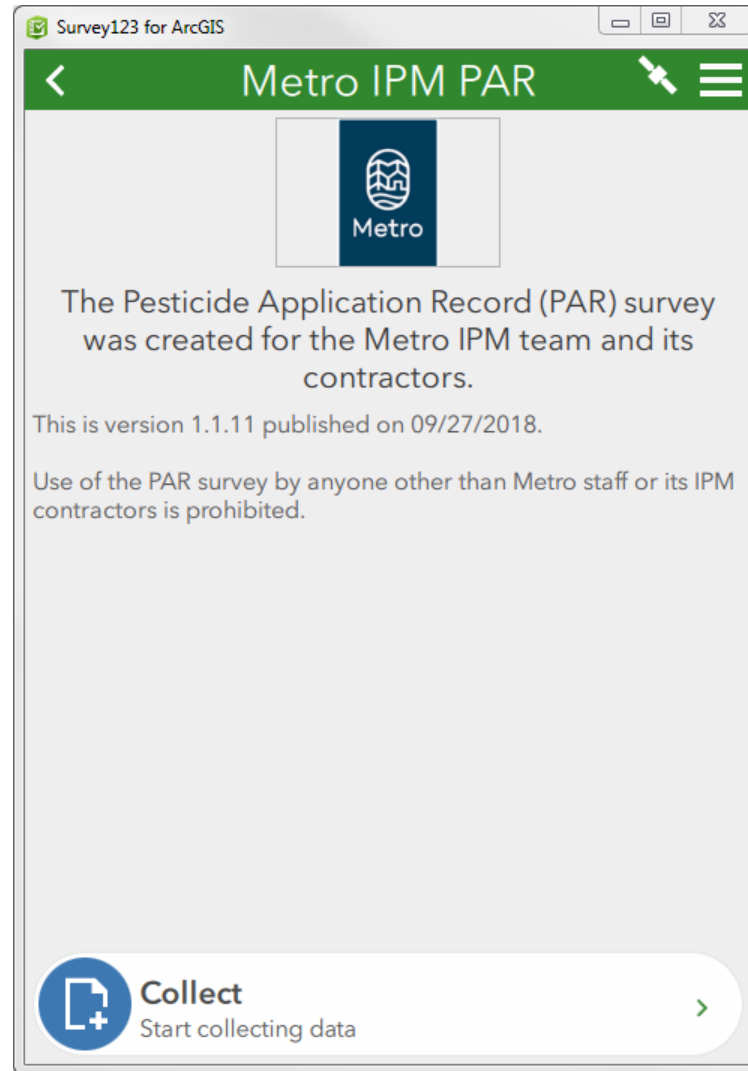 Survey123 for ArcGIS
Metro IPM PAR
Metro
The Pesticide Application Record (PAR) survey
was created for the Metro IPM team and its
contractors.
This is version 1.1.11 published on 09/27/2018.
Use of the PAR survey by anyone other than Metro staff or its IPM
contractors is prohibited.
Collect
Start collecting data